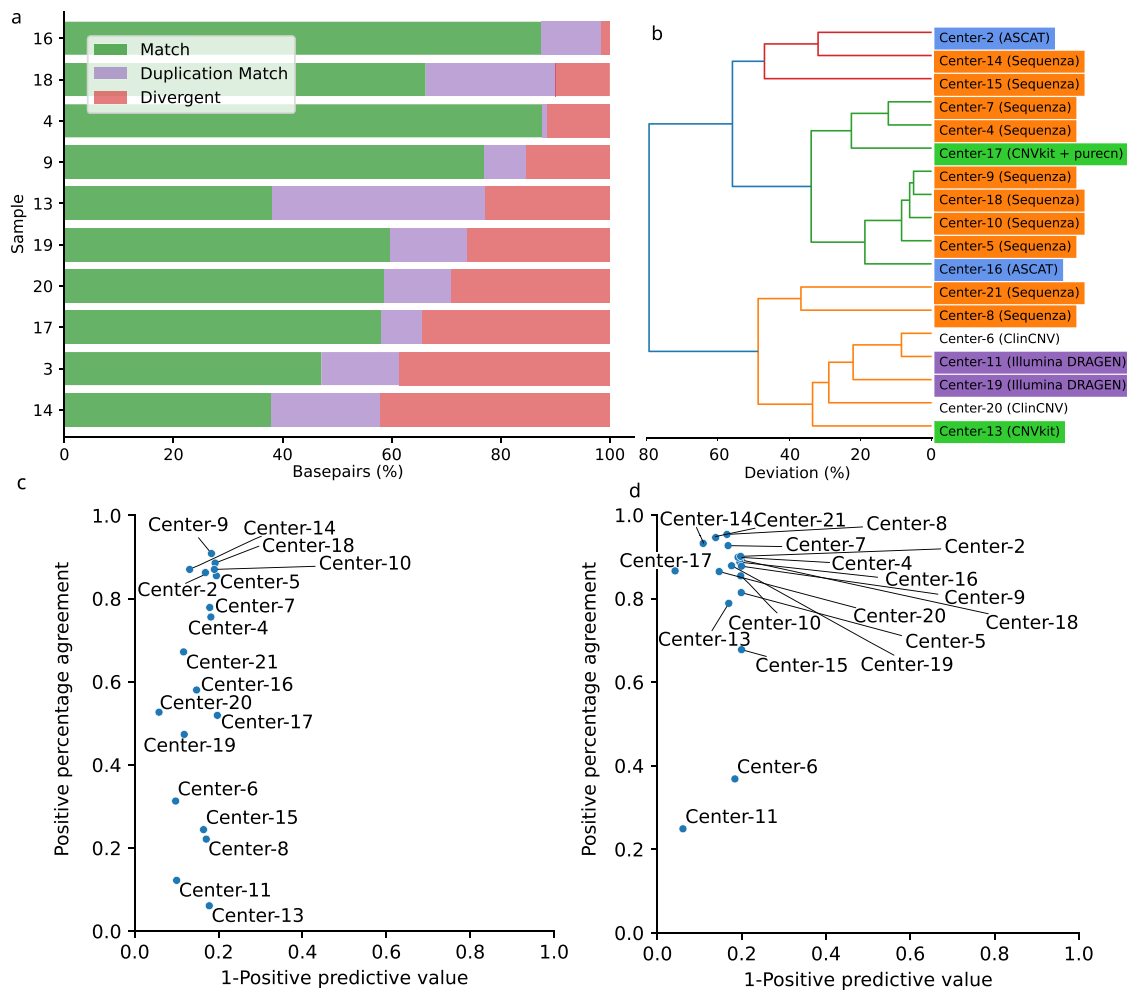 a
16
18
4
9
13
19
20
17
3
14
Sample
Match
Duplication Match
Divergent
0 20 40 60 80 100
Basepairs (%)
b
Center-2 (ASCAT)
Center-14 (Sequenza)
Center-15 (Sequenza)
Center-7 (Sequenza)
Center-4 (Sequenza)
Center-17 (CNVkit + purecn)
Center-9 (Sequenza)
Center-18 (Sequenza)
Center-10 (Sequenza)
Center-5 (Sequenza)
Center-16 (ASCAT)
Center-21 (Sequenza)
Center-8 (Sequenza)
Center-6 (ClinCNV)
Center-11 (Illumina DRAGEN)
Center-19 (Illumina DRAGEN)
Center-20 (ClinCNV)
Center-13 (CNVkit)
80 60 40 20 0
Deviation (%)
c
1.0
0.8
0.6
0.4
0.2
0.0
Positive percentage agreement
Center-9
Center-14
Center-18
Center-10
Center-5
Center-2
Center-7
Center-4
Center-21
Center-16
Center-20
Center-17
Center-19
Center-6
Center-15
Center-8
Center-11
Center-13
0.0 0.2 0.4 0.6 0.8 1.0
1-Positive predictive value
d
1.0
0.8
0.6
0.4
0.2
0.0
Positive percentage agreement
Center-14
Center-21
Center-8
Center-7
Center-2
Center-17
Center-4
Center-16
Center-9
Center-20
Center-18
Center-10
Center-13
Center-5
Center-15
Center-19
Center-6
Center-11
0.0 0.2 0.4 0.6 0.8 1.0
1-Positive predictive value